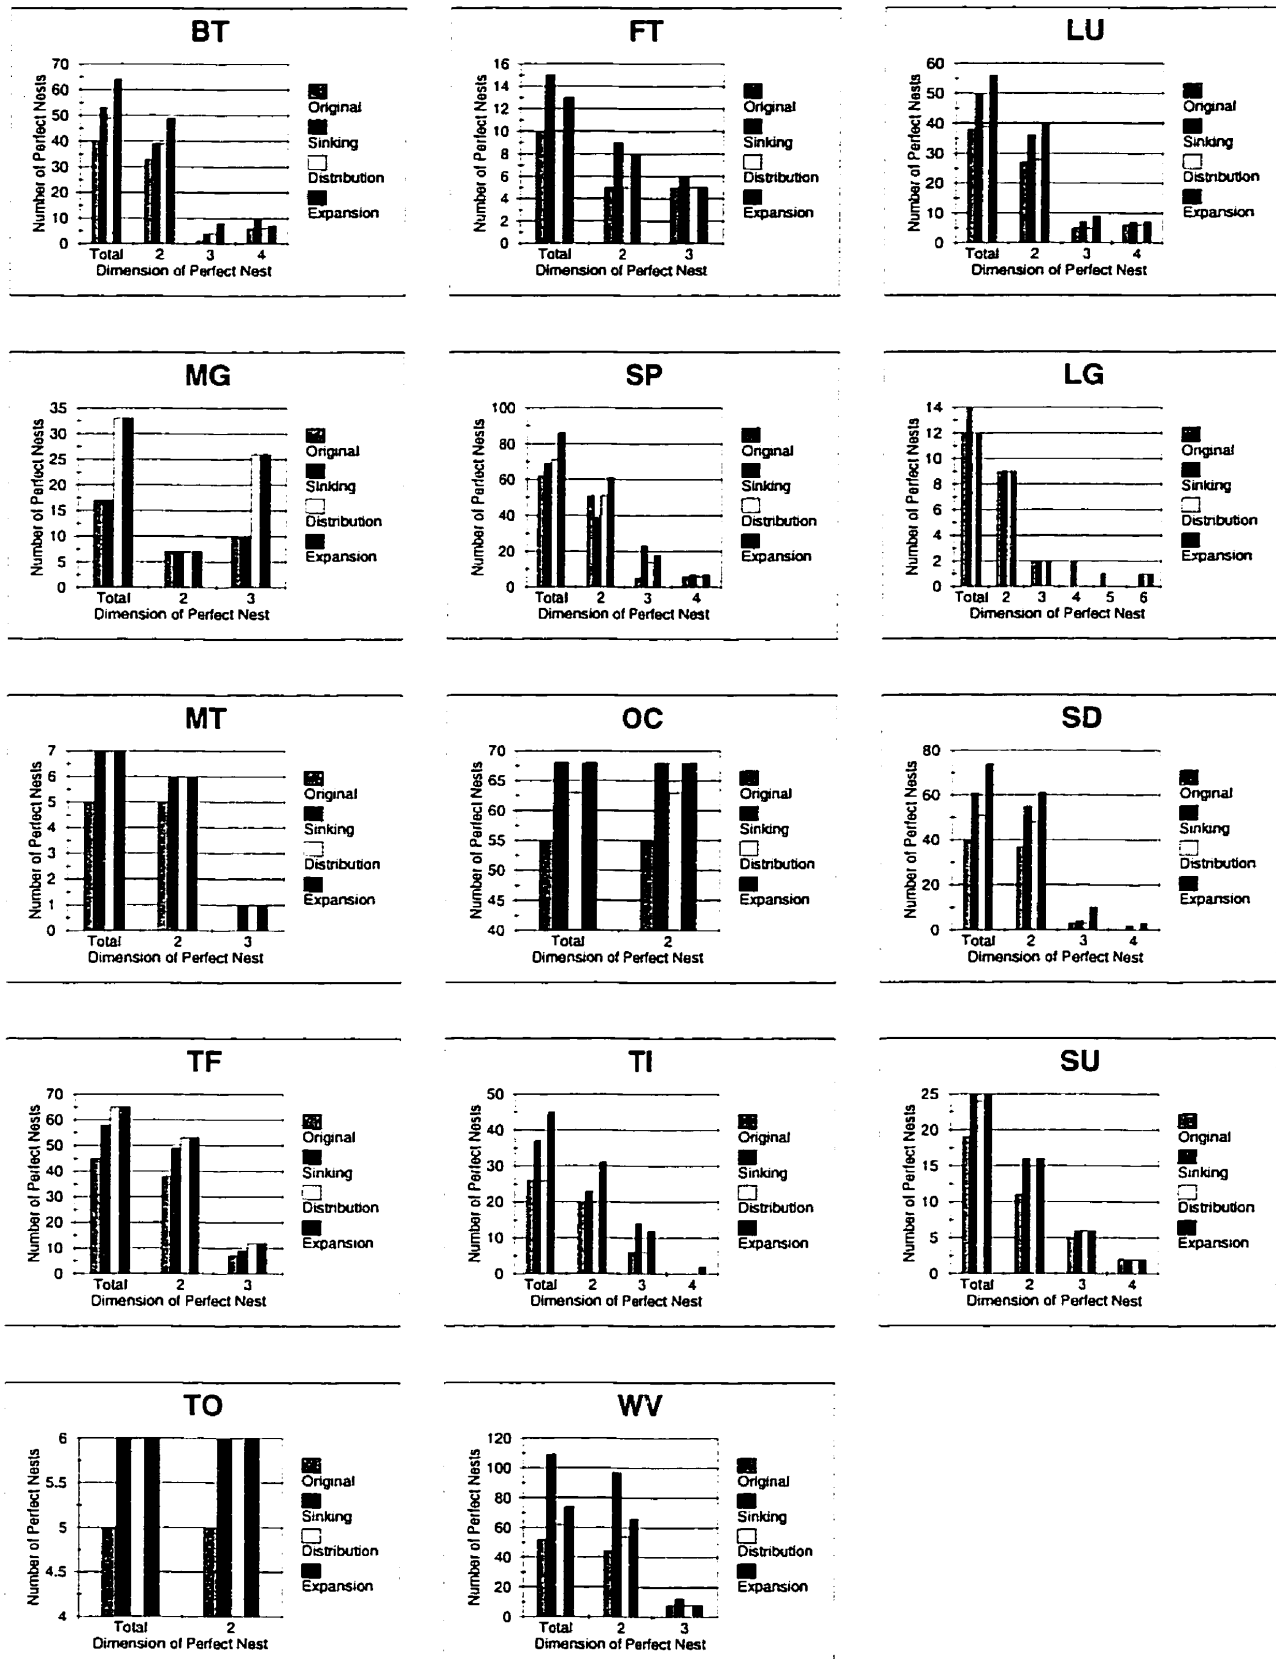 BT
Number of Perfect Nests
70
60
50
40
30
20
10
0
Total 2 3 4
Dimension of Perfect Nest
Original
Sinking
Distribution
Expansion
FT
Number of Perfect Nests
16
14
12
10
8
6
4
2
0
Total 2 3
Dimension of Perfect Nest
Original
Sinking
Distribution
Expansion
LU
Number of Perfect Nests
60
50
40
30
20
10
0
Total 2 3 4
Dimension of Perfect Nest
Original
Sinking
Distribution
Expansion
MG
Number of Perfect Nests
35
30
25
20
15
10
5
0
Total 2 3
Dimension of Perfect Nest
Original
Sinking
Distribution
Expansion
SP
Number of Perfect Nests
100
80
60
40
20
0
Total 2 3 4
Dimension of Perfect Nest
Original
Sinking
Distribution
Expansion
LG
Number of Perfect Nests
14
12
10
8
6
4
2
0
Total 2 3 4 5 6
Dimension of Perfect Nest
Original
Sinking
Distribution
Expansion
MT
Number of Perfect Nests
7
6
5
4
3
2
1
0
Total 2 3
Dimension of Perfect Nest
Original
Sinking
Distribution
Expansion
OC
Number of Perfect Nests
70
65
60
55
50
45
40
Total 2
Dimension of Perfect Nest
Original
Sinking
Distribution
Expansion
SD
Number of Perfect Nests
80
60
40
20
0
Total 2 3 4
Dimension of Perfect Nest
Original
Sinking
Distribution
Expansion
TF
Number of Perfect Nests
70
60
50
40
30
20
10
0
Total 2 3
Dimension of Perfect Nest
Original
Sinking
Distribution
Expansion
TI
Number of Perfect Nests
50
40
30
20
10
0
Total 2 3 4
Dimension of Perfect Nest
Original
Sinking
Distribution
Expansion
SU
Number of Perfect Nests
25
20
15
10
5
0
Total 2 3 4
Dimension of Perfect Nest
Original
Sinking
Distribution
Expansion
TO
Number of Perfect Nests
6
5.5
5
4.5
4
Total 2
Dimension of Perfect Nest
Original
Sinking
Distribution
Expansion
WV
Number of Perfect Nests
120
100
80
60
40
20
0
Total 2 3
Dimension of Perfect Nest
Original
Sinking
Distribution
Expansion